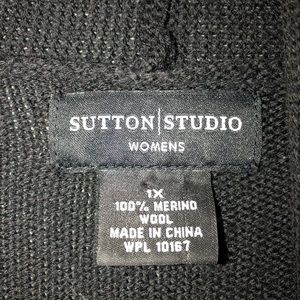 SUTTON|STUDIO
WOMENS
1X
100% MERINO
WOOL
MADE IN CHINA
WPL 10167